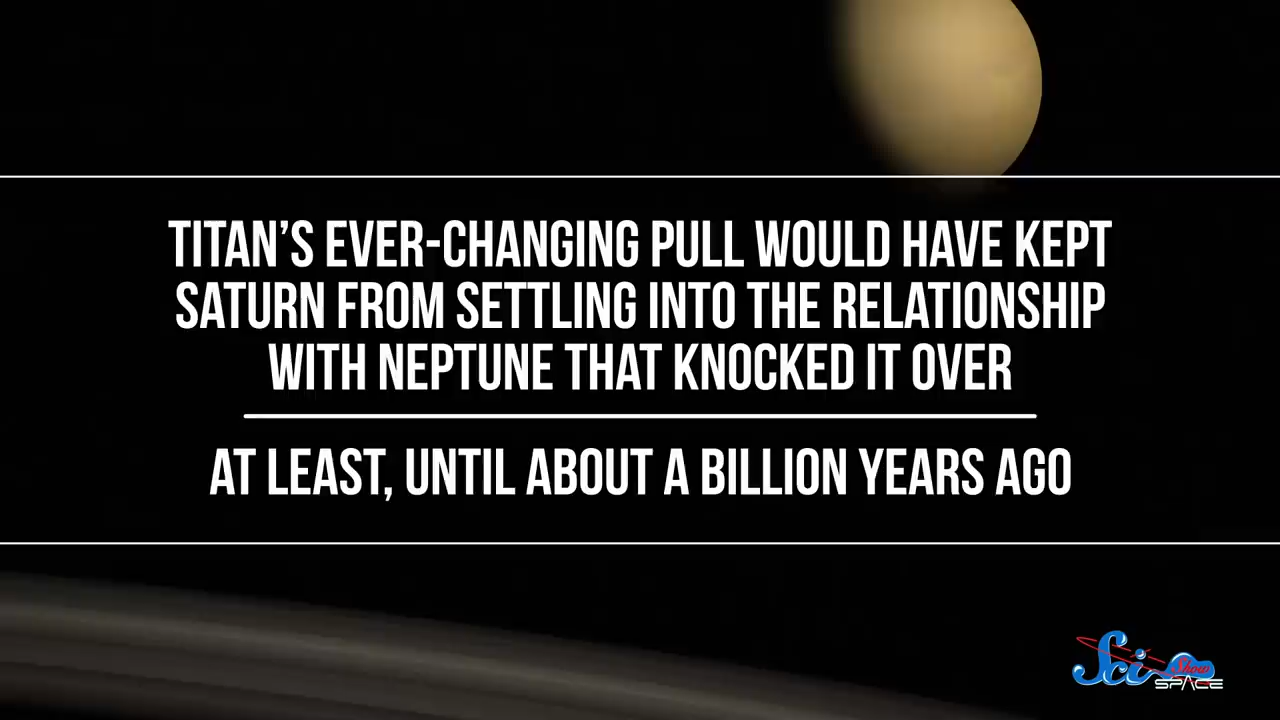 TITAN'S EVER-CHANGING PULL WOULD HAVE KEPT
SATURN FROM SETTLING INTO THE RELATIONSHIP
WITH NEPTUNE THAT KNOCKED IT OVER
AT LEAST, UNTIL ABOUT A BILLION YEARS AGO
Sci Show
SPACE